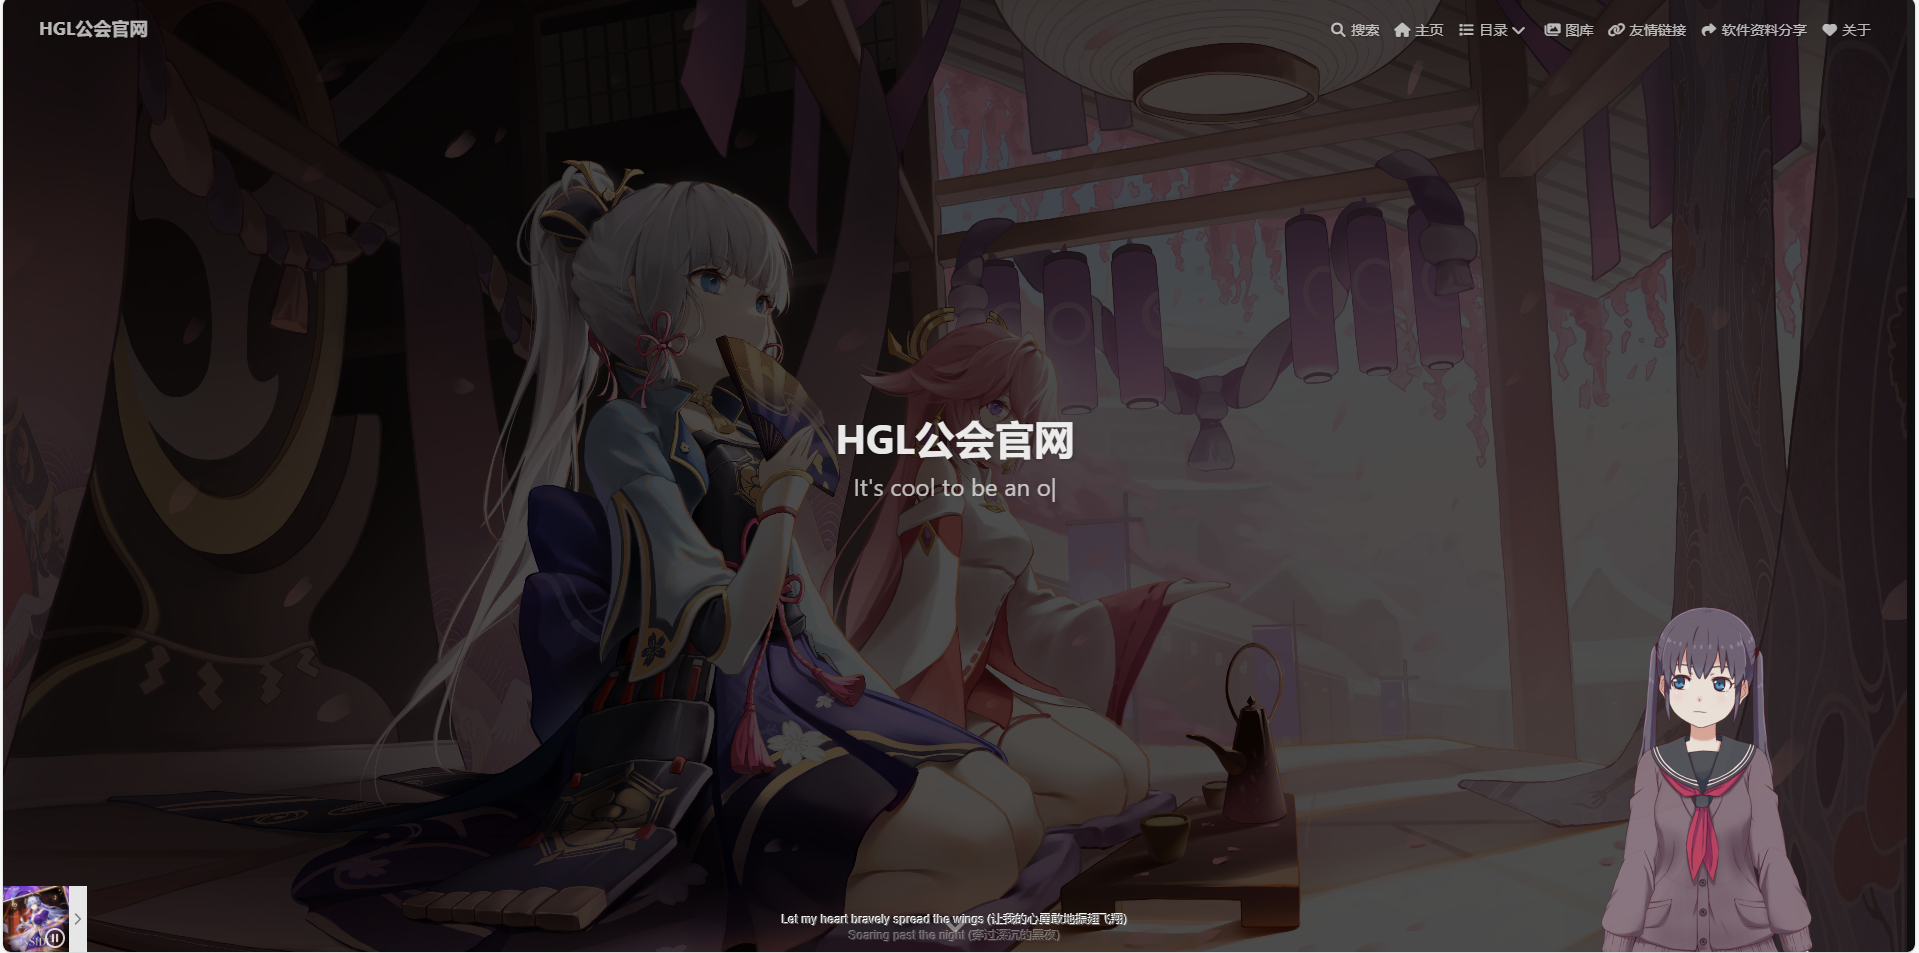 HGL公会官网
搜索 主页 目录 图库 友情链接 软件资料分享 关于
HGL公会官网
It's cool to be an o|
Let my heart bravely spread the wings (让我的心勇敢地振翅飞翔)
Soaring past the night (穿过深沉的黑夜)